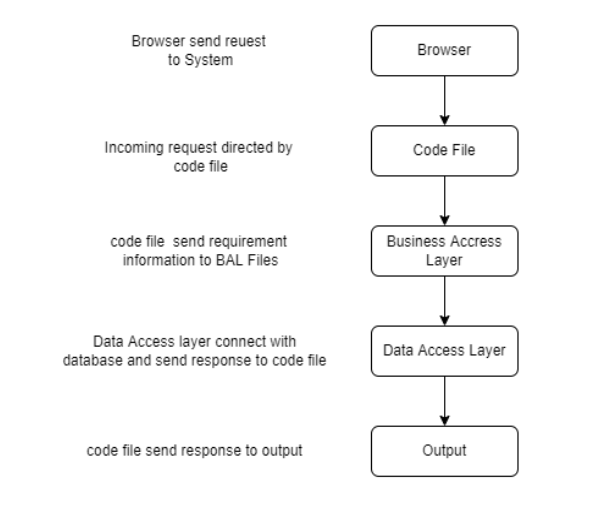 Browser send reuest
to System
Browser
Incoming request directed by
code file
Code File
code file send requirement
information to BAL Files
Business Accress
Layer
Data Access layer connect with
database and send response to code file
Data Access Layer
code file send response to output
Output